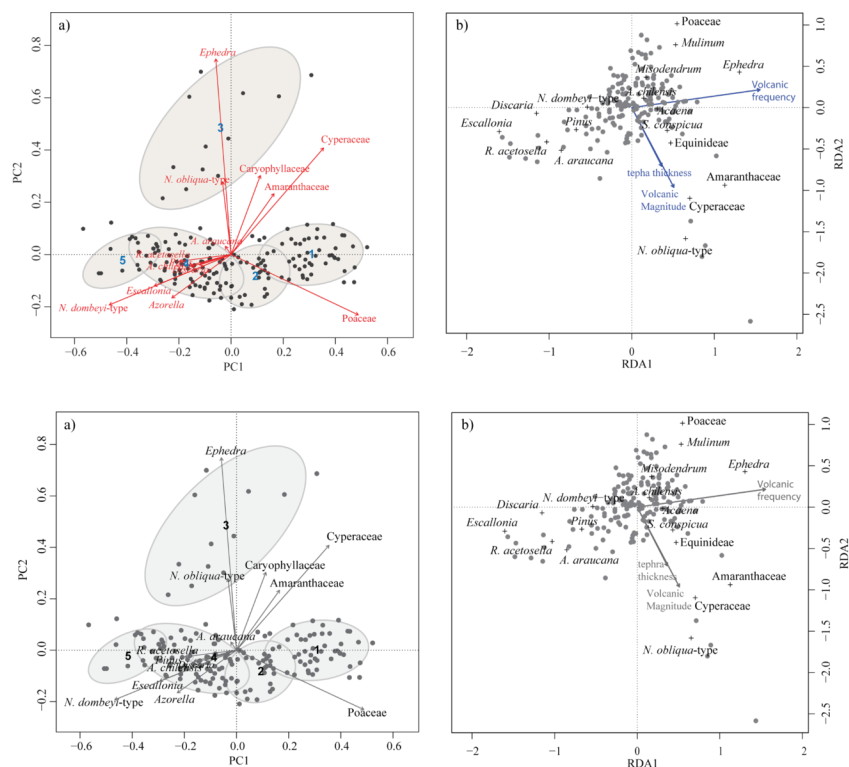 a)
Ephedra
3
Cyperaceae
Caryophyllaceae
N. obliqua-type
Amaranthaceae
A. araucana
R. acetosella
5
4
1
2
Escallonia
Azorella
N. dombeyi-type
Poaceae
PC2
0.8
0.6
0.4
0.2
0.0
−0.2
−0.6 −0.4 −0.2 0.0 0.2 0.4 0.6
PC1
b)
Poaceae
Mulinum
Misodendrum
Ephedra
Volcanic
frequency
N. dombeyi-type
A. chilensis
Discaria
Acaena
Escallonia
Pinus
S. conspicua
R. acetosella
Equinideae
A. araucana
tepha thickness
Amaranthaceae
Volcanic
Magnitude
Cyperaceae
N. obliqua-type
1.0
0.5
0.0
−0.5
−1.0
−1.5
−2.0
−2.5
RDA2
−2 −1 0 1 2
RDA1
a)
Ephedra
3
Cyperaceae
Caryophyllaceae
N. obliqua-type
Amaranthaceae
A. araucana
R. acetosella
Pinus
A. chilensis
5
4
1
2
Escallonia
Azorella
N. dombeyi-type
Poaceae
PC2
0.8
0.6
0.4
0.2
0.0
−0.2
−0.6 −0.4 −0.2 0.0 0.2 0.4 0.6
PC1
b)
Poaceae
Mulinum
Misodendrum
Ephedra
Volcanic
frequency
A. chilensis
N. dombeyi-type
Discaria
Acaena
Escallonia
Pinus
S. conspicua
R. acetosella
Equinideae
A. araucana
tephra
thickness
Amaranthaceae
Volcanic
Magnitude
Cyperaceae
N. obliqua-type
1.0
0.5
0.0
−0.5
−1.0
−1.5
−2.0
−2.5
RDA2
−2 −1 0 1 2
RDA1